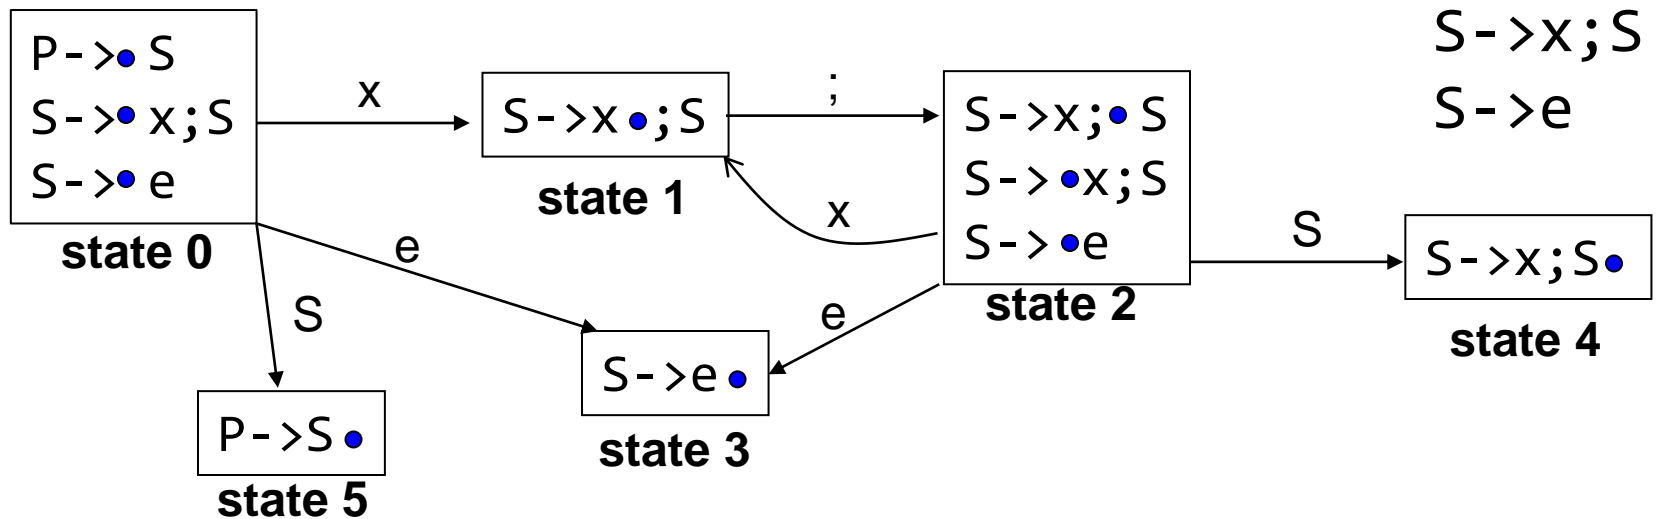 P->• S
S->• x;S
S->• e
state 0
x
S->x•;S
state 1
;
S->x;• S
S-> •x;S
S-> •e
state 2
x
S->x;S
S->e
e
S
e
S
S->x;S•
state 4
S->e•
state 3
P->S•
state 5